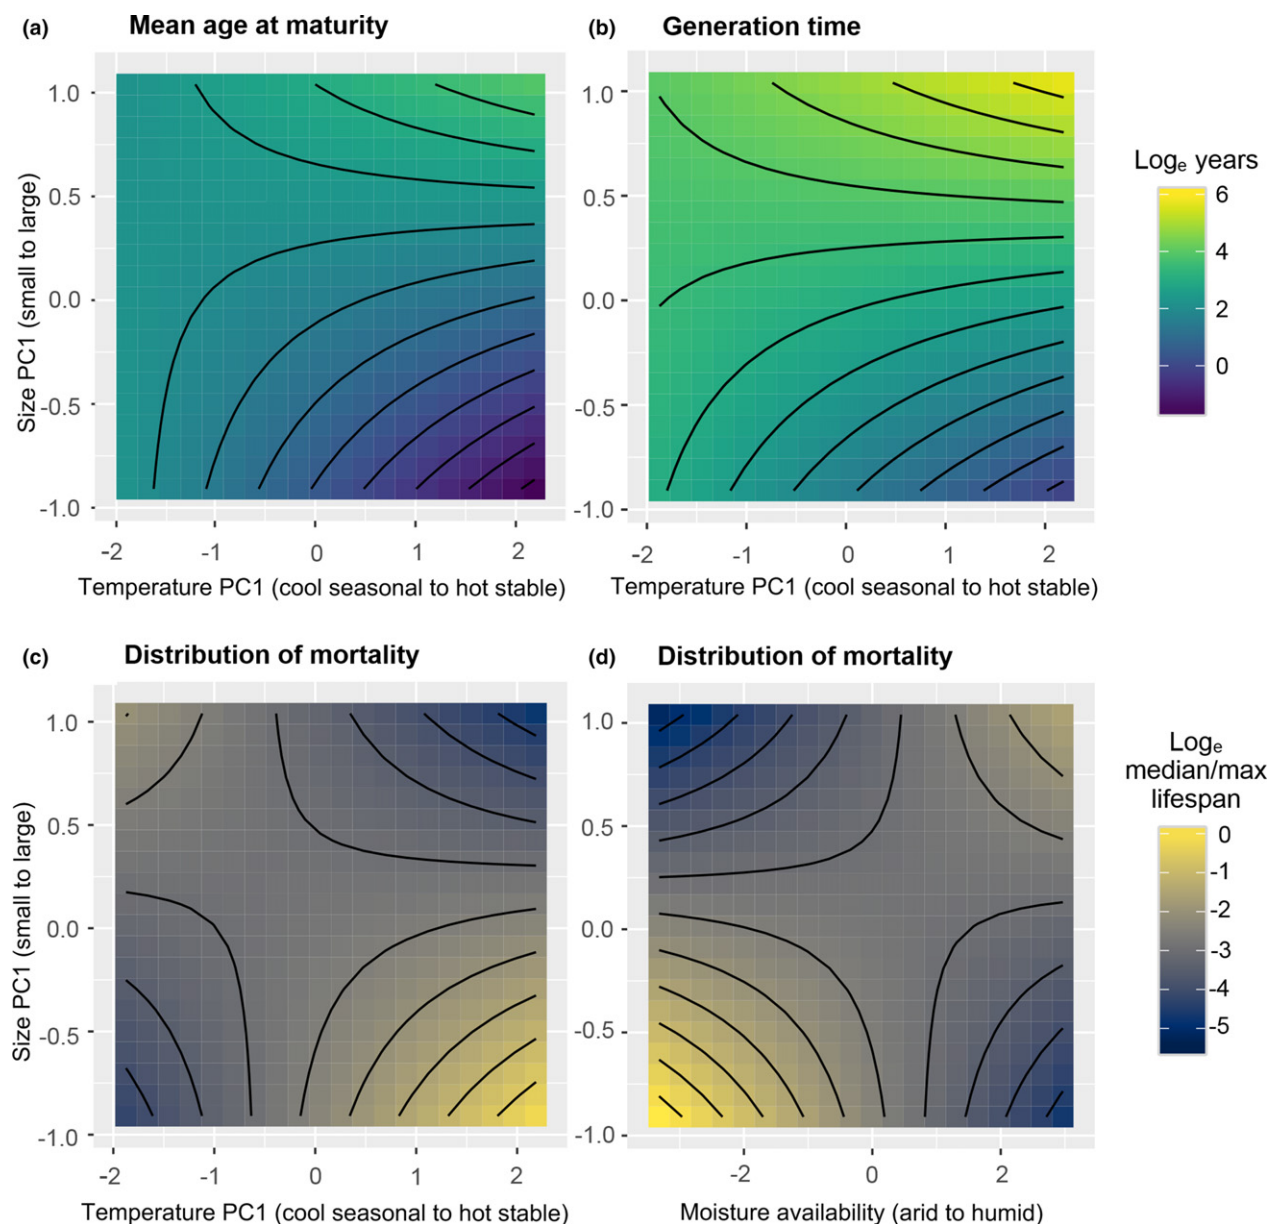 (a) Mean age at maturity
(b) Generation time
1.0
0.5
0.0
-0.5
-1.0
Size PC1 (small to large)
-2 -1 0 1 2
Temperature PC1 (cool seasonal to hot stable)
1.0
0.5
0.0
-0.5
-1.0
-2 -1 0 1 2
Temperature PC1 (cool seasonal to hot stable)
Logₑ years
6
4
2
0
(c) Distribution of mortality
(d) Distribution of mortality
1.0
0.5
0.0
-0.5
-1.0
Size PC1 (small to large)
-2 -1 0 1 2
Temperature PC1 (cool seasonal to hot stable)
1.0
0.5
0.0
-0.5
-1.0
-2 0 2
Moisture availability (arid to humid)
Logₑ
median/max
lifespan
0
-1
-2
-3
-4
-5